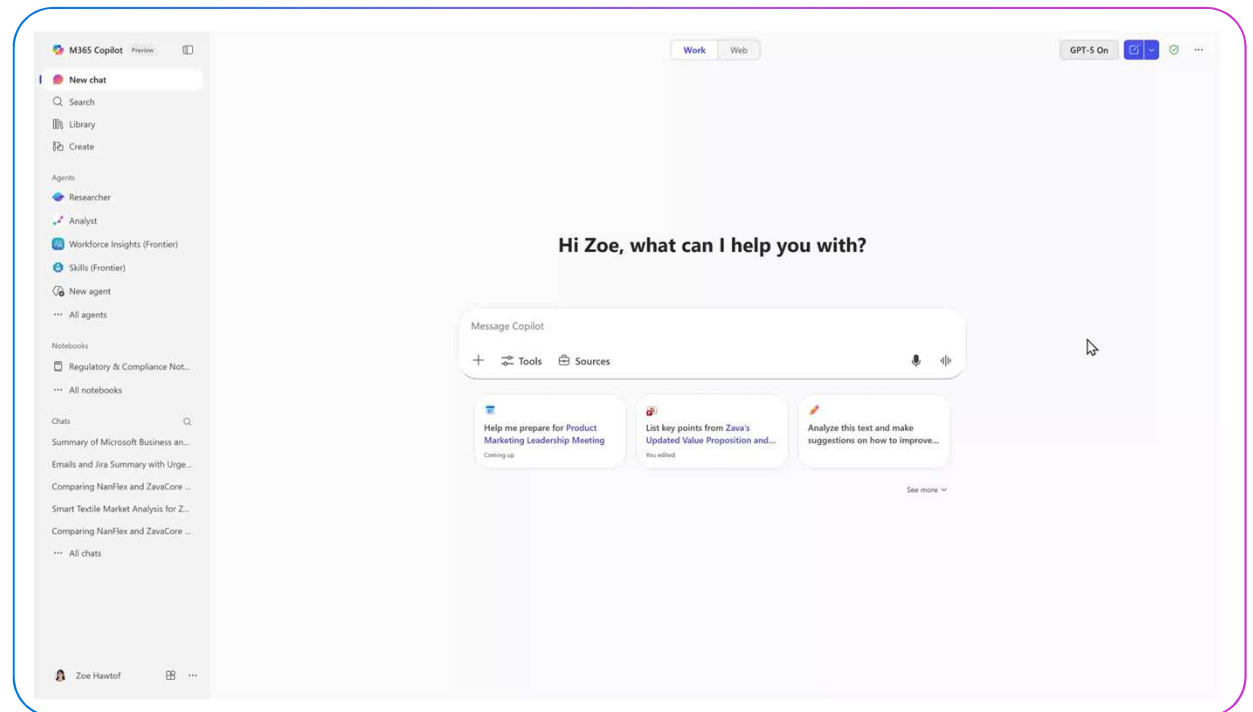 M365 Copilot Preview
New chat
Search
Library
Create
Agents
Researcher
Analyst
Workforce Insights (Frontier)
Skills (Frontier)
New agent
All agents
Notebooks
Regulatory & Compliance Not...
All notebooks
Chats
Summary of Microsoft Business an...
Emails and Jira Summary with Urge...
Comparing NanFlex and ZavaCore ...
Smart Textile Market Analysis for Z...
Comparing NanFlex and ZavaCore ...
All chats
Zoe Hawtof
Work Web
GPT-5 On
Hi Zoe, what can I help you with?
Message Copilot
Tools Sources
Help me prepare for Product
Marketing Leadership Meeting
Coming up
List key points from Zava's
Updated Value Proposition and...
You edited
Analyze this text and make
suggestions on how to improve...
See more